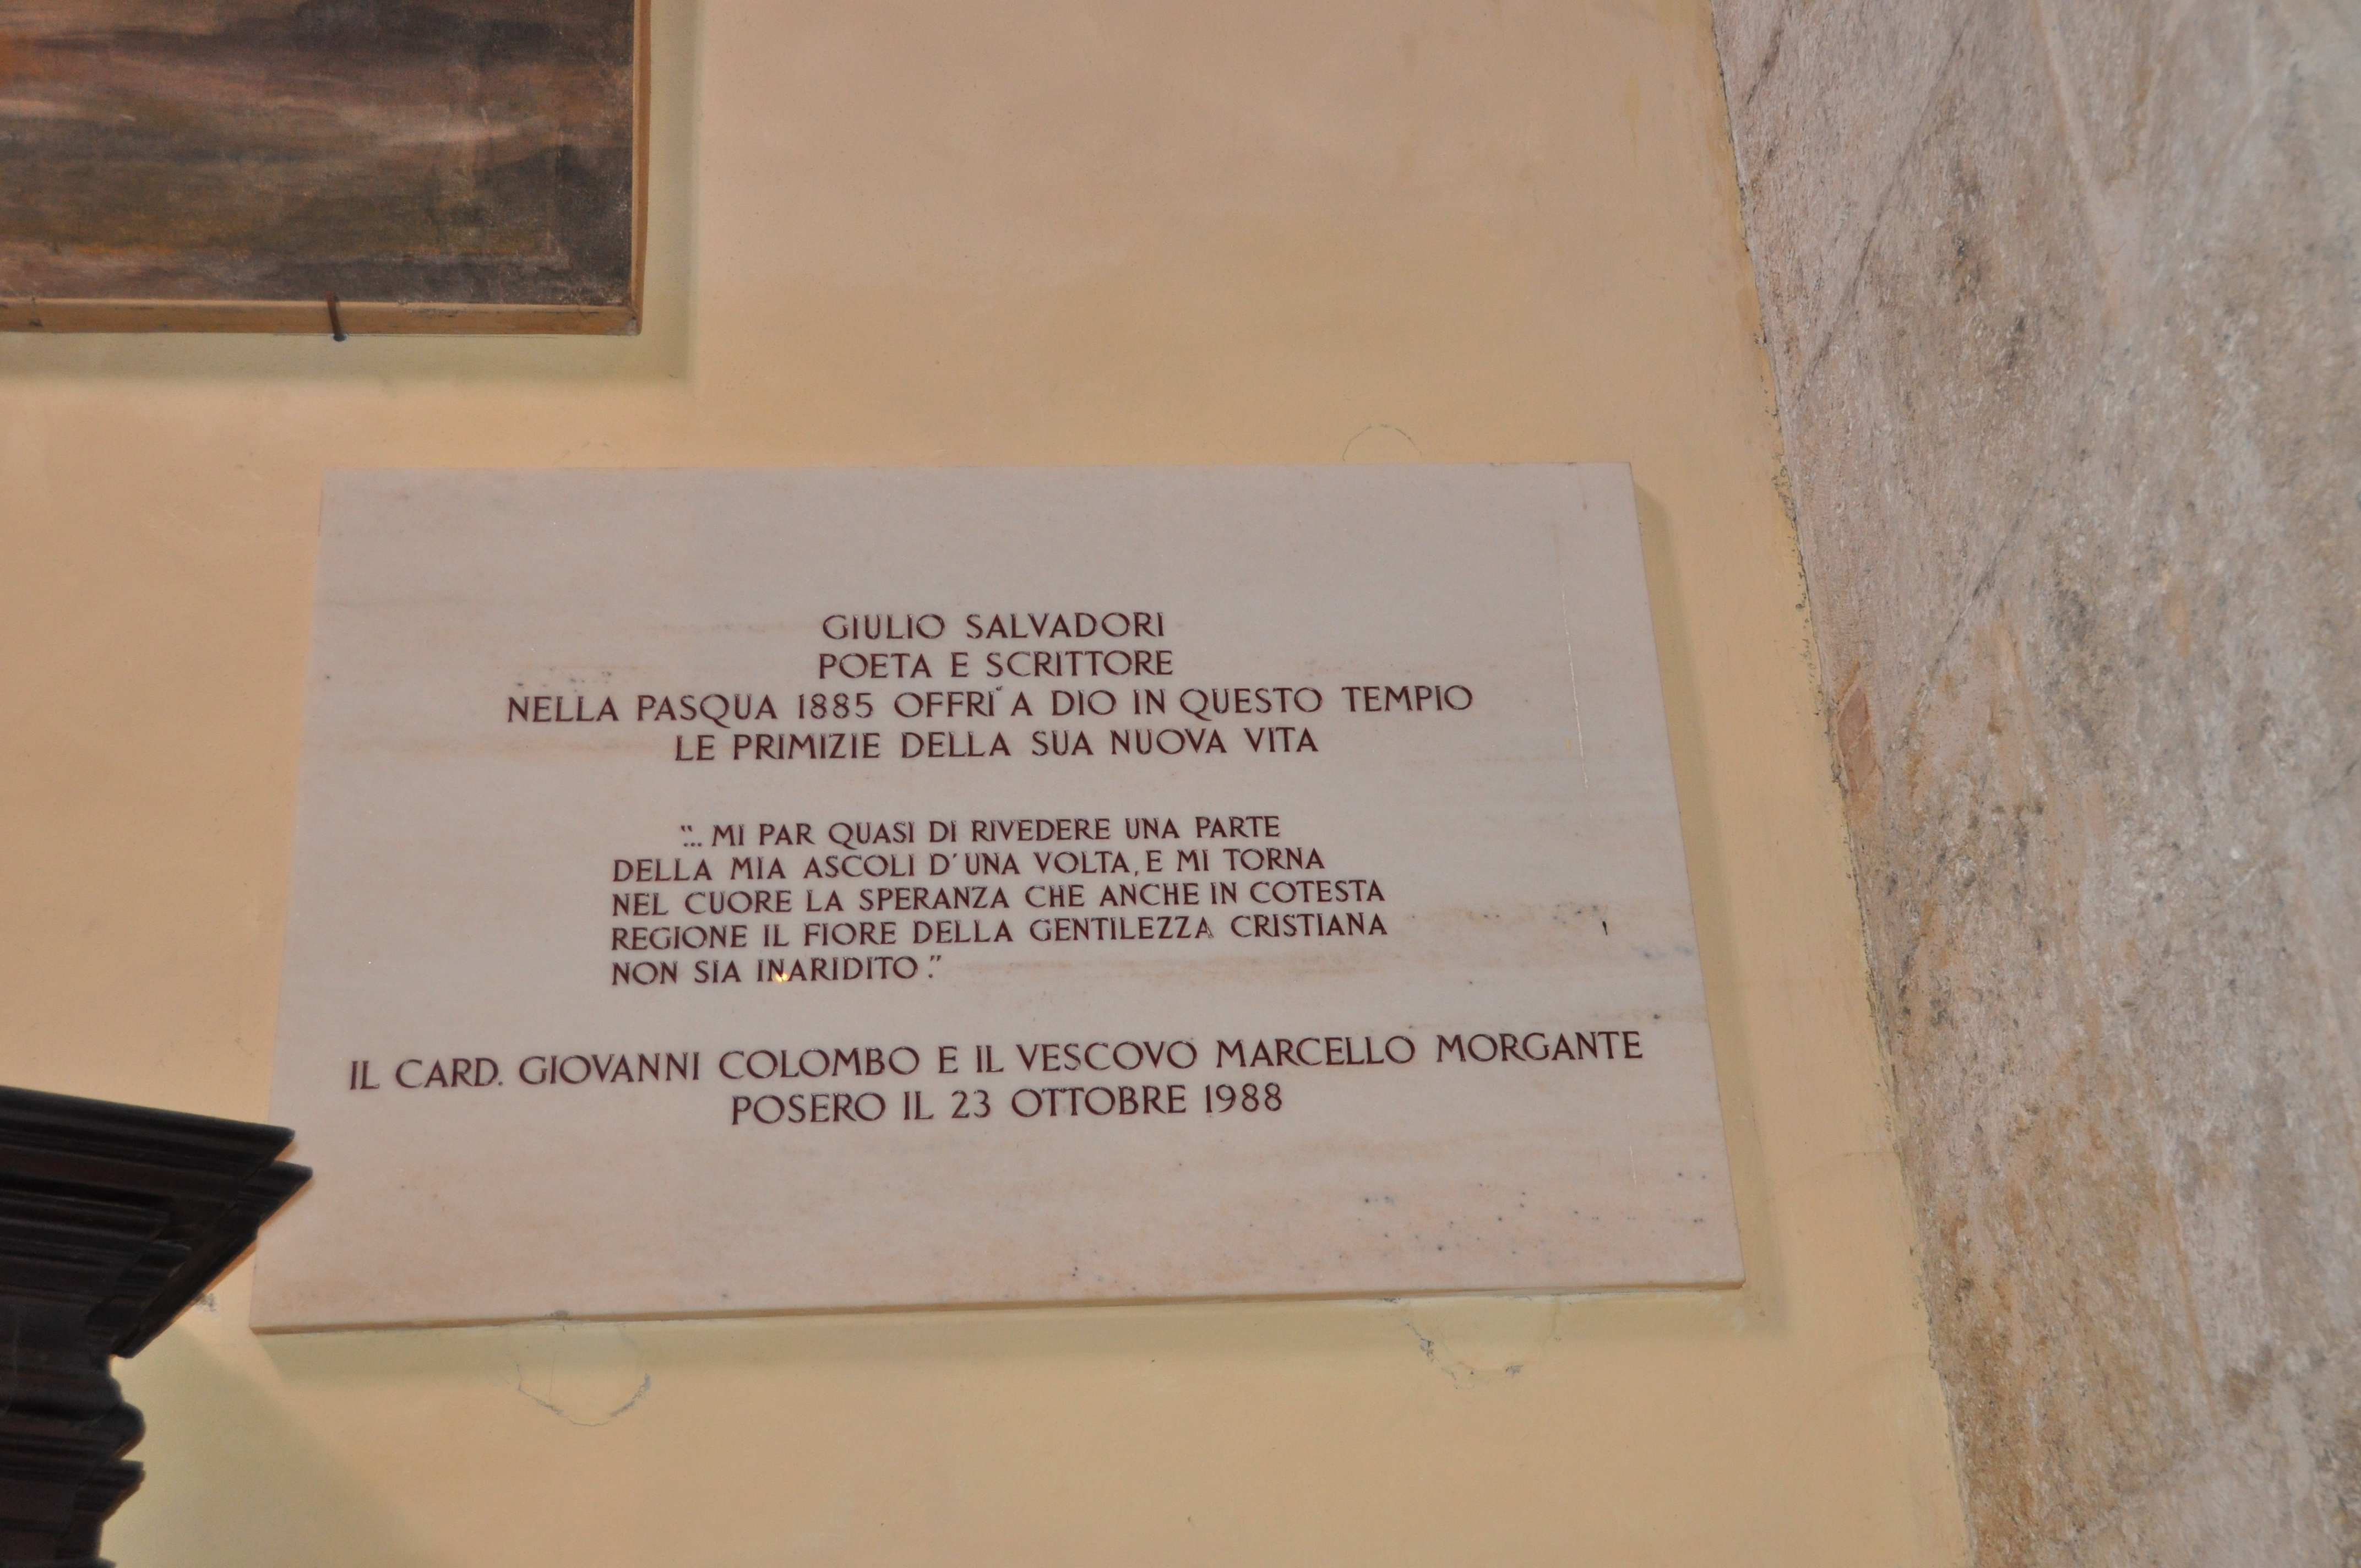 GIULIO SALVADORI
POETA E SCRITTORE
NELLA PASQUA 1885 OFFRÌ A DIO IN QUESTO TEMPIO
LE PRIMIZIE DELLA SUA NUOVA VITA
“... MI PAR QUASI DI RIVEDERE UNA PARTE
DELLA MIA ASCOLI D'UNA VOLTA, E MI TORNA
NEL CUORE LA SPERANZA CHE ANCHE IN COTESTA
REGIONE IL FIORE DELLA GENTILEZZA CRISTIANA
NON SIA INARIDITO.”
IL CARD. GIOVANNI COLOMBO E IL VESCOVO MARCELLO MORGANTE
POSERO IL 23 OTTOBRE 1988